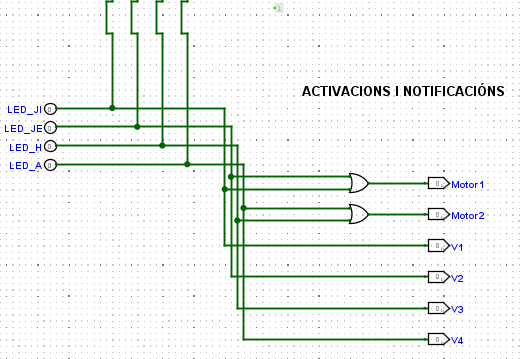 ACTIVACIONS I NOTIFICACIÓNS
LED_JI
LED_JE
LED_H
LED_A
Motor1
Motor2
V1
V2
V3
V4